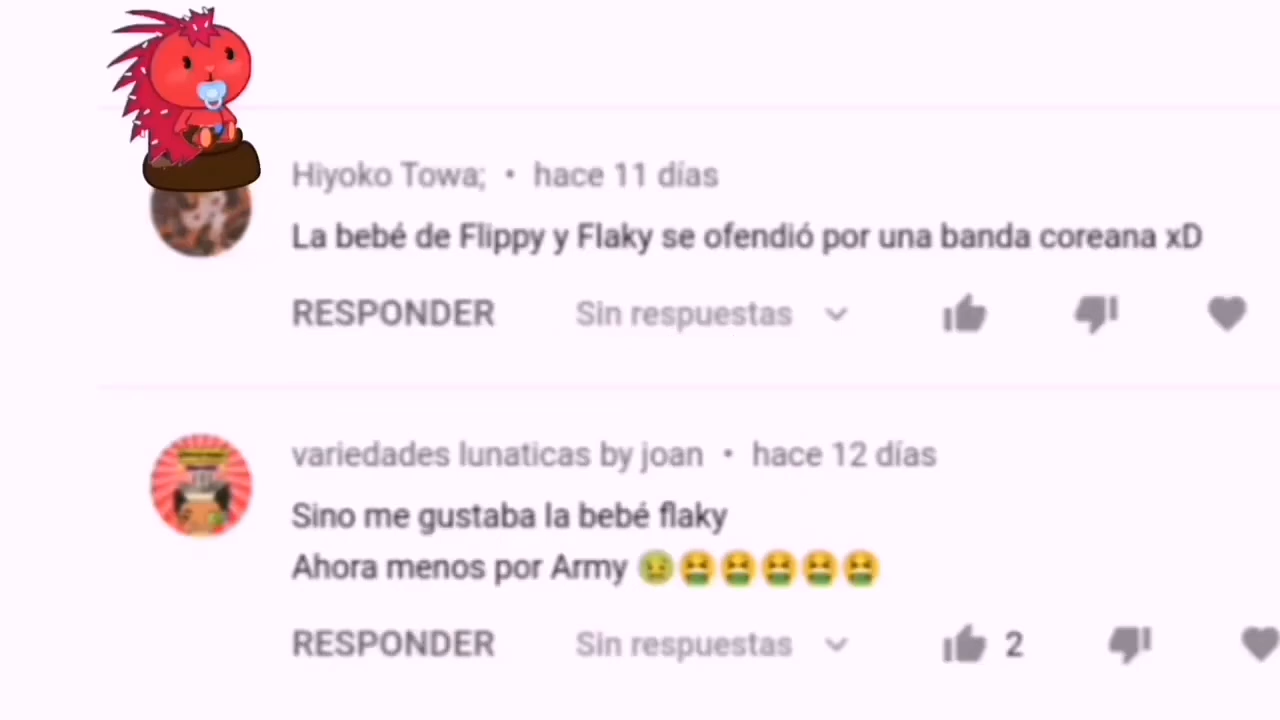 Hiyoko Towa; • hace 11 días
La bebé de Flippy y Flaky se ofendió por una banda coreana xD
RESPONDER Sin respuestas
variedades lunaticas by joan • hace 12 días
Sino me gustaba la bebé flaky
Ahora menos por Army 🤢🤮🤮🤮🤮🤮
RESPONDER Sin respuestas 2